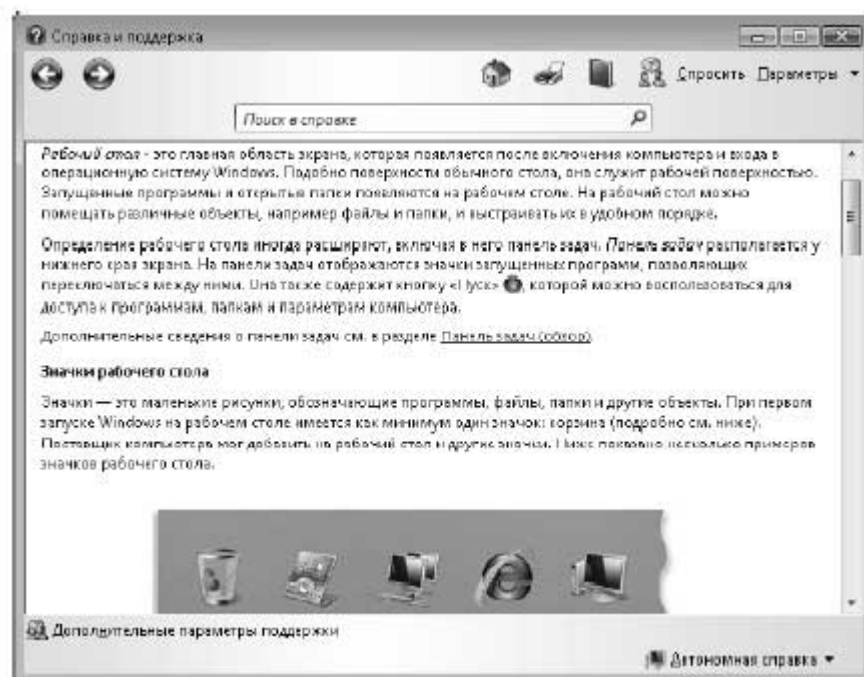 Справка и поддержка
Спросить Параметры
Поиск в справке
Рабочий стол - это главная область экрана, которая появляется после включения компьютера и входа в
операционную систему Windows. Подобно поверхности обычного стола, она служит рабочей поверхностью.
Запущенные программы и открытые папки появляются на рабочем столе. На рабочий стол можно
помещать различные объекты, например файлы и папки, и выстраивать их в удобном порядке.
Определение рабочего стола иногда расширяют, включая в него панель задач. Панель задач располагается у
нижнего края экрана. На панели задач отображаются значки запущенных программ, позволяющих
переключаться между ними. Она также содержит кнопку «Пуск» , которой можно воспользоваться для
доступа к программам, папкам и параметрам компьютера.
Дополнительные сведения о панели задач см. в разделе Панель задач (обзор).
Значки рабочего стола
Значки — это маленькие рисунки, обозначающие программы, файлы, папки и другие объекты. При первом
запуске Windows на рабочем столе имеется как минимум один значок: корзина (подробно см. ниже).
Поставщик компьютера мог добавить на рабочий стол и другие значки. Ниже показано несколько примеров
значков рабочего стола.
Дополнительные параметры поддержки
Автономная справка